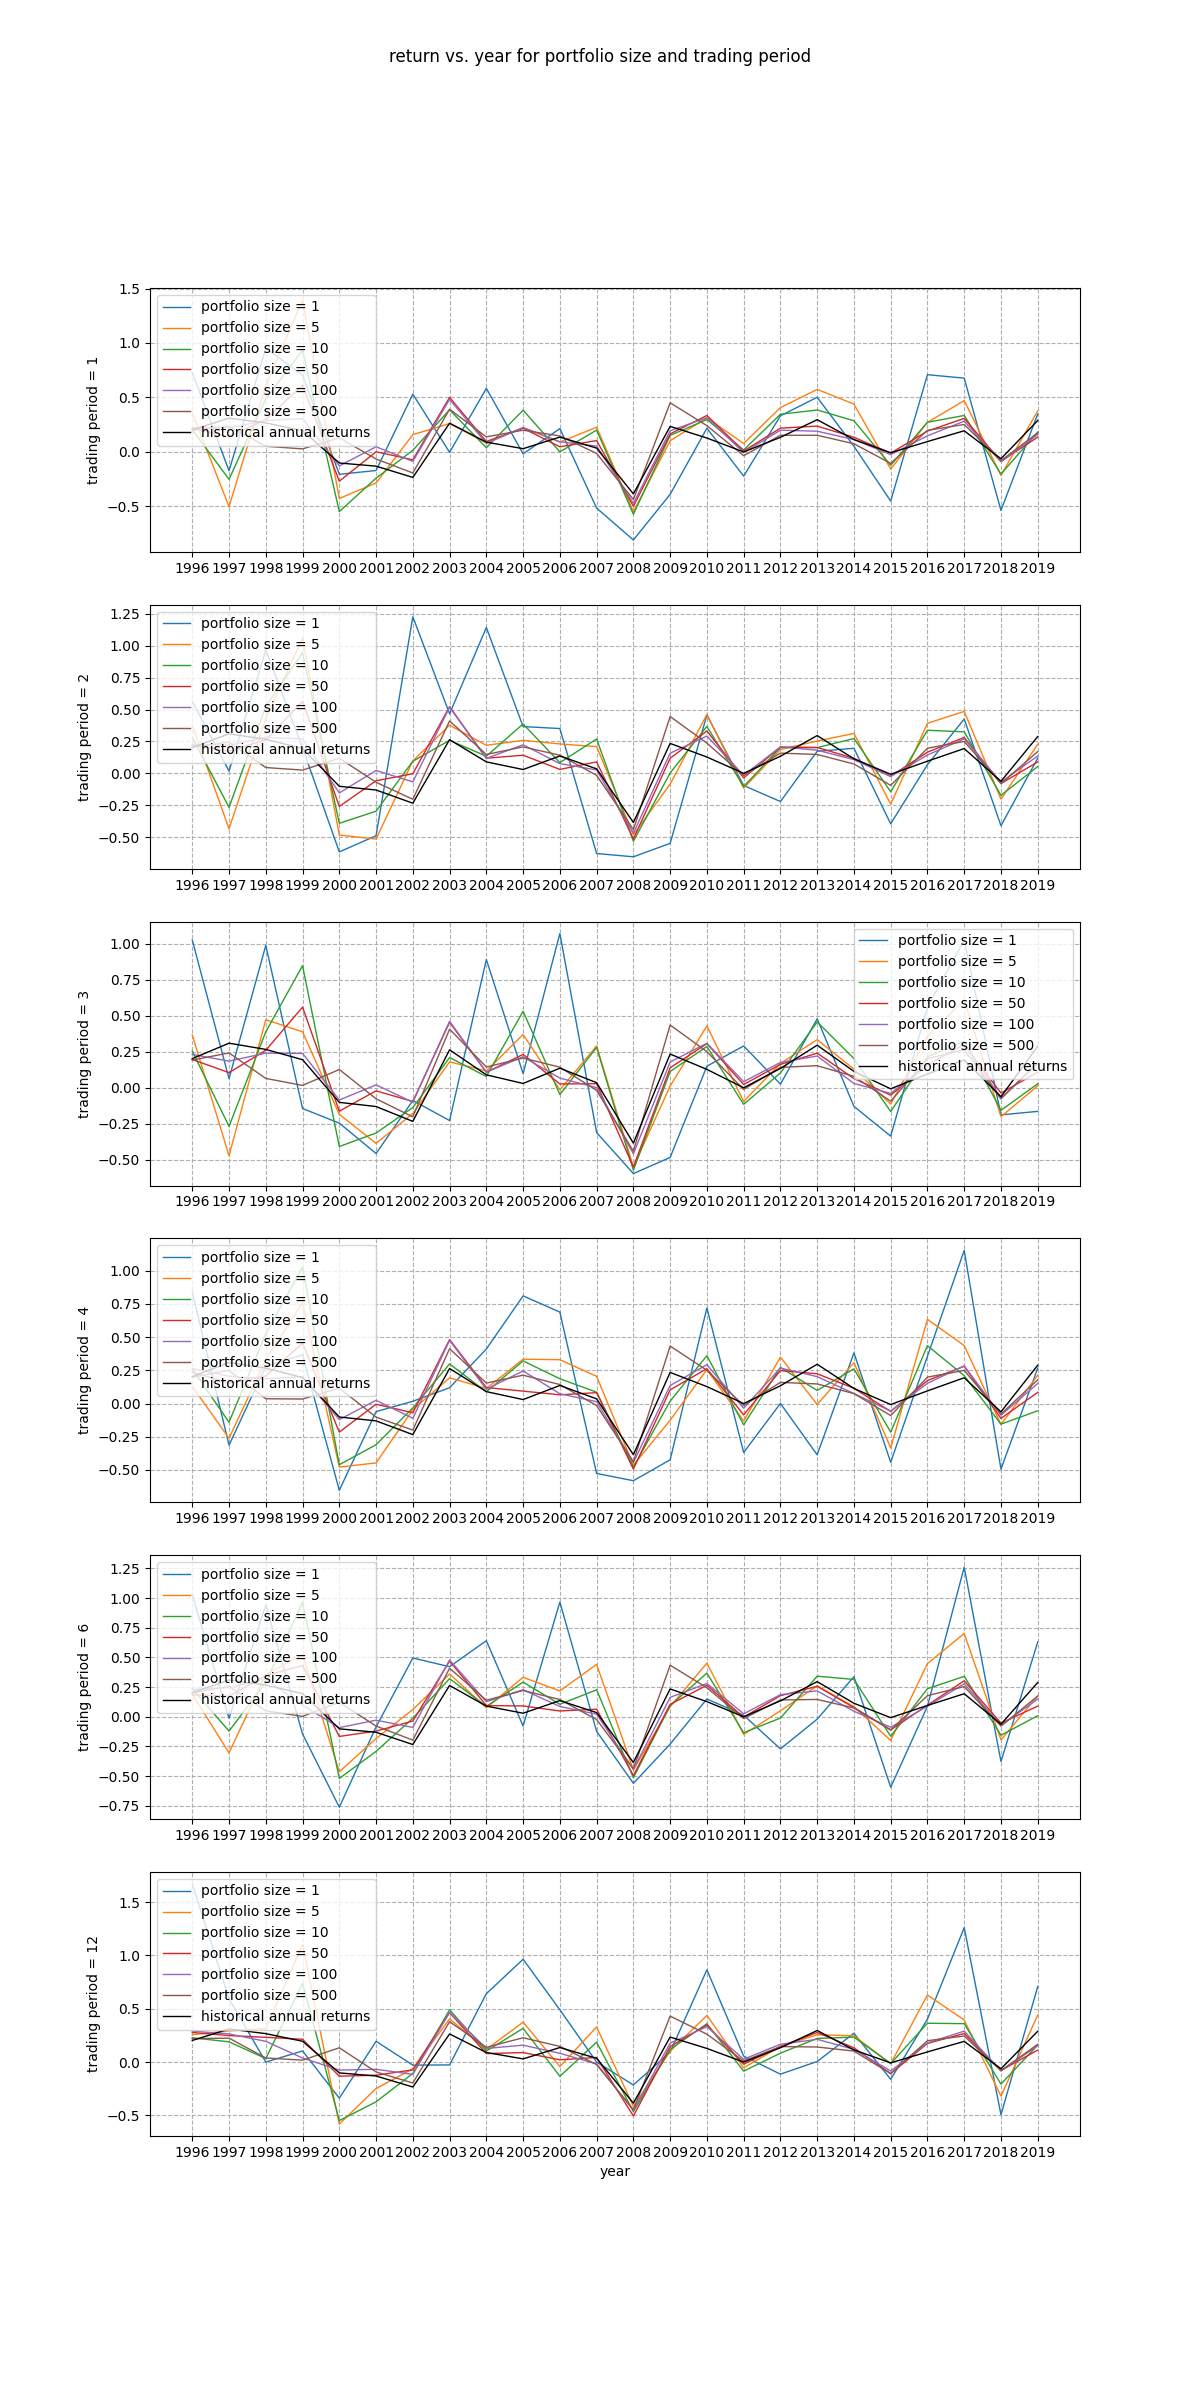 return vs. year for portfolio size and trading period
trading period = 1
1.5
1.0
0.5
0.0
−0.5
portfolio size = 1
portfolio size = 5
portfolio size = 10
portfolio size = 50
portfolio size = 100
portfolio size = 500
historical annual returns
1996 1997 1998 1999 2000 2001 2002 2003 2004 2005 2006 2007 2008 2009 2010 2011 2012 2013 2014 2015 2016 2017 2018 2019
trading period = 2
1.25
1.00
0.75
0.50
0.25
0.00
−0.25
−0.50
portfolio size = 1
portfolio size = 5
portfolio size = 10
portfolio size = 50
portfolio size = 100
portfolio size = 500
historical annual returns
1996 1997 1998 1999 2000 2001 2002 2003 2004 2005 2006 2007 2008 2009 2010 2011 2012 2013 2014 2015 2016 2017 2018 2019
trading period = 3
1.00
0.75
0.50
0.25
0.00
−0.25
−0.50
portfolio size = 1
portfolio size = 5
portfolio size = 10
portfolio size = 50
portfolio size = 100
portfolio size = 500
historical annual returns
1996 1997 1998 1999 2000 2001 2002 2003 2004 2005 2006 2007 2008 2009 2010 2011 2012 2013 2014 2015 2016 2017 2018 2019
trading period = 4
1.00
0.75
0.50
0.25
0.00
−0.25
−0.50
portfolio size = 1
portfolio size = 5
portfolio size = 10
portfolio size = 50
portfolio size = 100
portfolio size = 500
historical annual returns
1996 1997 1998 1999 2000 2001 2002 2003 2004 2005 2006 2007 2008 2009 2010 2011 2012 2013 2014 2015 2016 2017 2018 2019
trading period = 6
1.25
1.00
0.75
0.50
0.25
0.00
−0.25
−0.50
−0.75
portfolio size = 1
portfolio size = 5
portfolio size = 10
portfolio size = 50
portfolio size = 100
portfolio size = 500
historical annual returns
1996 1997 1998 1999 2000 2001 2002 2003 2004 2005 2006 2007 2008 2009 2010 2011 2012 2013 2014 2015 2016 2017 2018 2019
trading period = 12
1.5
1.0
0.5
0.0
−0.5
portfolio size = 1
portfolio size = 5
portfolio size = 10
portfolio size = 50
portfolio size = 100
portfolio size = 500
historical annual returns
1996 1997 1998 1999 2000 2001 2002 2003 2004 2005 2006 2007 2008 2009 2010 2011 2012 2013 2014 2015 2016 2017 2018 2019
year